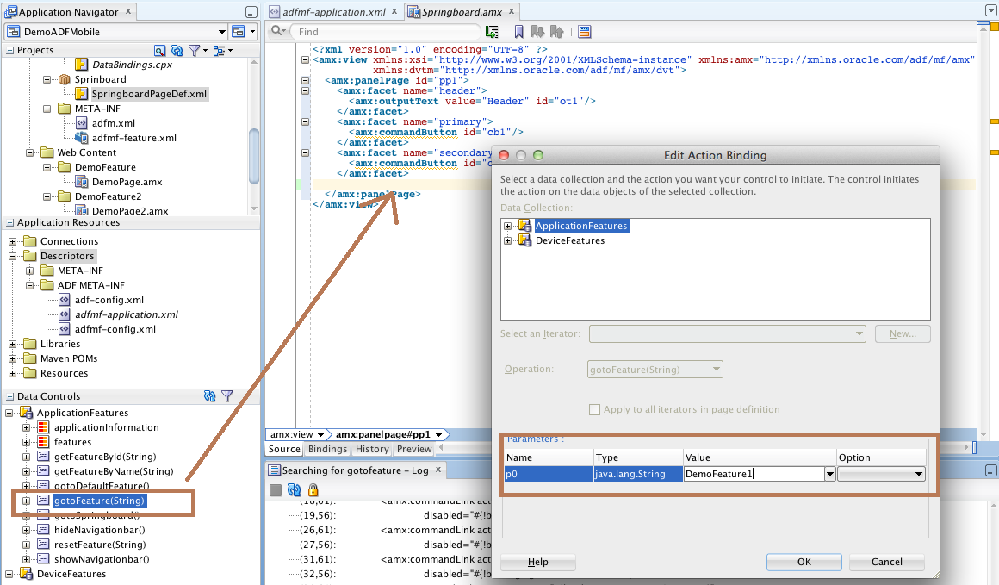 Application Navigator
DemoADFMobile
Projects
DataBindings.cpx
Sprinboard
SpringboardPageDef.xml
META-INF
adfm.xml
adfmf-feature.xml
Web Content
DemoFeature
DemoPage.amx
DemoFeature2
DemoPage2.amx
Application Resources
Connections
Descriptors
META-INF
ADF META-INF
adf-config.xml
adfmf-application.xml
adfmf-config.xml
Libraries
Maven POMs
Resources
Data Controls
ApplicationFeatures
applicationInformation
features
getFeatureById(String)
getFeatureByName(String)
gotoDefaultFeature()
gotoFeature(String)
gotoSpringboard()
hideNavigationbar()
resetFeature(String)
showNavigationbar()
DeviceFeatures
adfmf-application.xml
Springboard.amx
Find
<?xml version="1.0" encoding="UTF-8" ?>
<amx:view xmlns:xsi="http://www.w3.org/2001/XMLSchema-instance" xmlns:amx="http://xmlns.oracle.com/adf/mf/amx"
xmlns:dvtm="http://xmlns.oracle.com/adf/mf/amx/dvt">
<amx:panelPage id="pp1">
<amx:facet name="header">
<amx:outputText value="Header" id="ot1"/>
</amx:facet>
<amx:facet name="primary">
<amx:commandButton id="cb1"/>
</amx:facet>
<amx:facet name="secondary
<amx:commandButton id="c
</amx:facet>
</amx:panelPage>
</amx:view>
amx:view
amx:panelpage#pp1
Source Bindings History Preview
Searching for gotofeature - Log
(18,61): <amx:commandLink act
(19,56): disabled="#{!b
(26,61): <amx:commandLink act
(27,56): disabled="#{!b
(31,61): <amx:commandLink act
(32,56): disabled="#{!b
Edit Action Binding
Select a data collection and the action you want your control to initiate. The control initiates
the action on the data objects of the selected collection.
Data Collection:
ApplicationFeatures
DeviceFeatures
Select an Iterator:
New...
Operation:
gotoFeature(String)
Apply to all iterators in page definition
Parameters :
Name Type Value Option
p0 java.lang.String DemoFeature1
Help
OK
Cancel